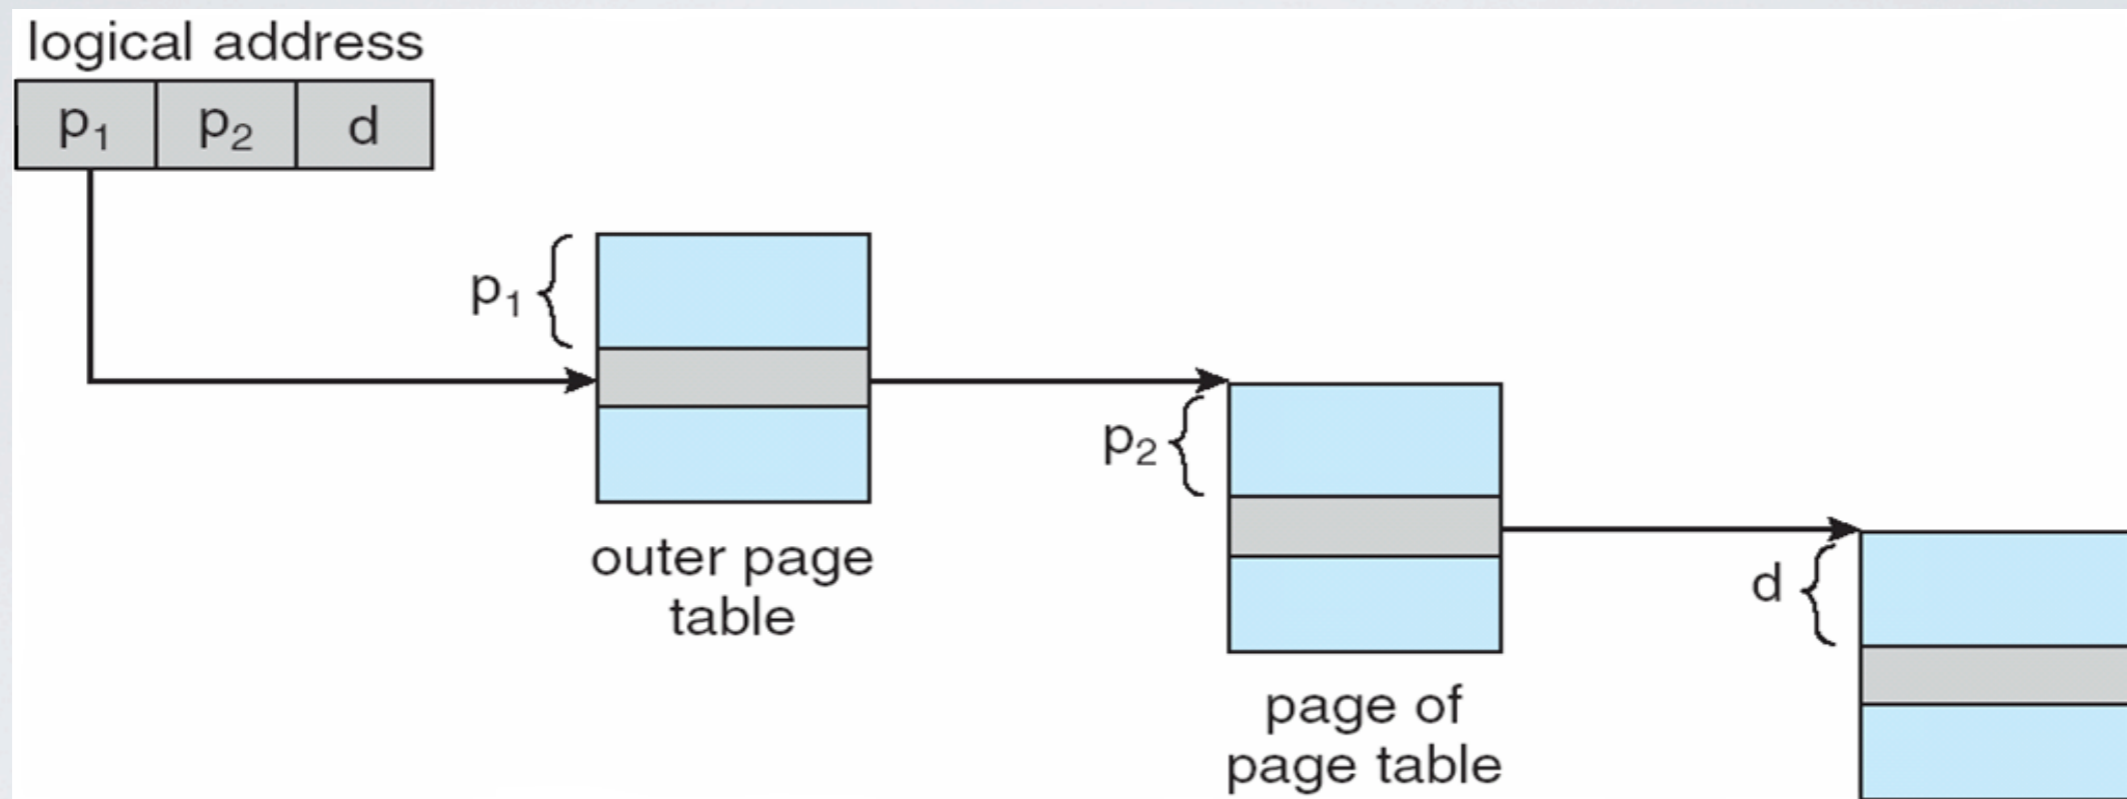 logical address
p₁ p₂ d
p₁
outer page
table
p₂
page of
page table
d